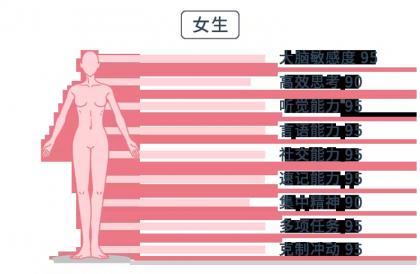 女生
大脑敏感度 95
高效思考 90
听觉能力 95
言语能力 95
社交能力 95
速记能力 95
集中精神 90
多项任务 95
克制冲动 95